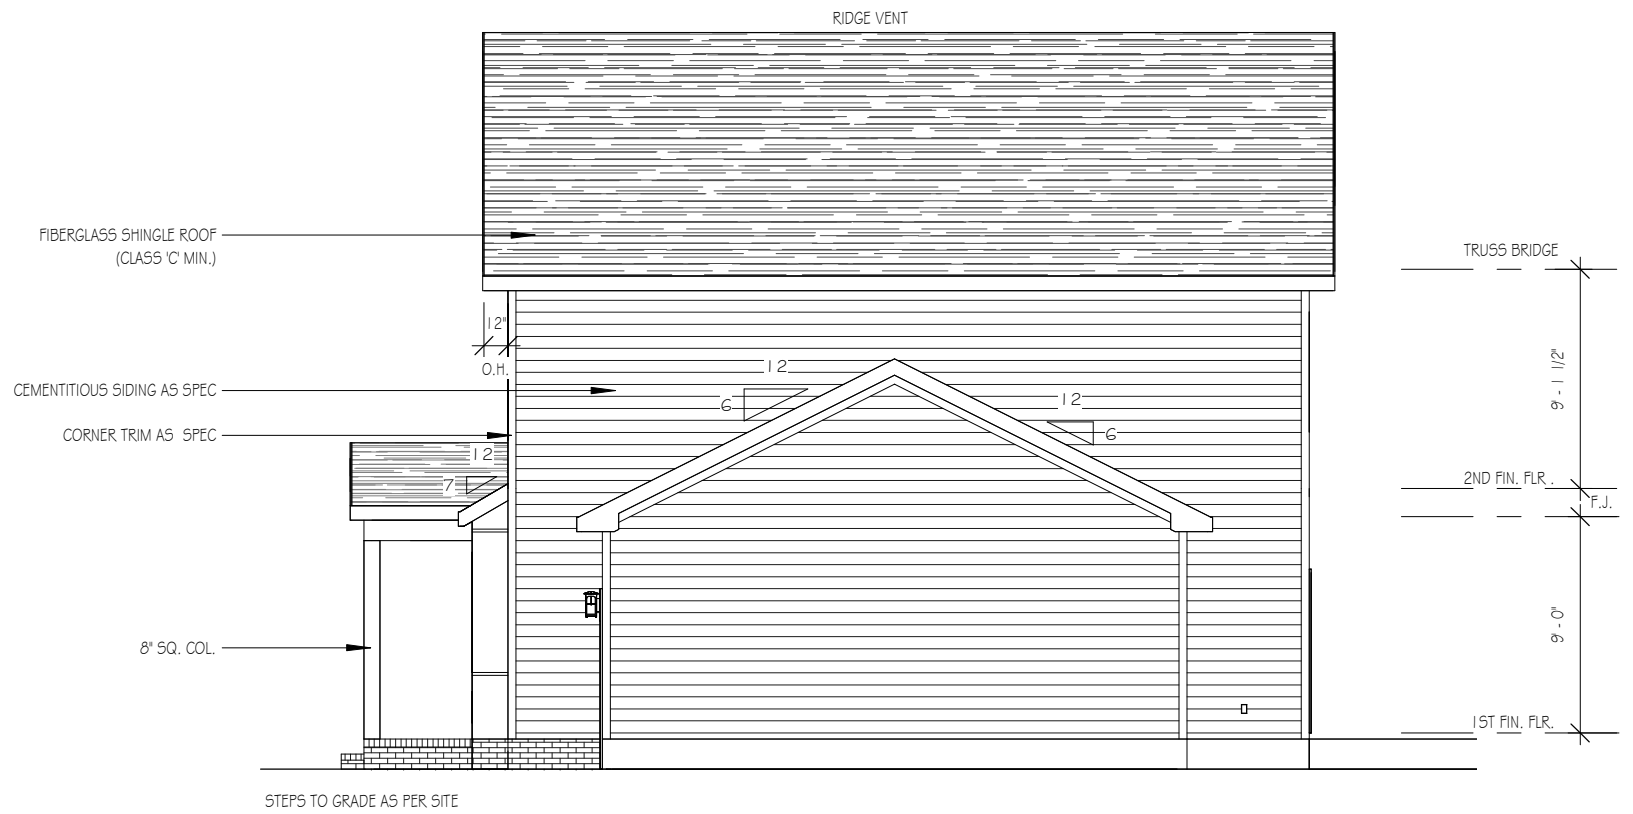 RIDGE VENT
FIBERGLASS SHINGLE ROOF
(CLASS 'C' MIN.)
TRUSS BRIDGE
12"
O.H.
12
6
12
6
9' - 1 1/2"
CEMENTITIOUS SIDING AS SPEC
CORNER TRIM AS SPEC
12
7
2ND FIN. FLR .
F.J.
9' - 0"
8" SQ. COL.
1ST FIN. FLR.
STEPS TO GRADE AS PER SITE